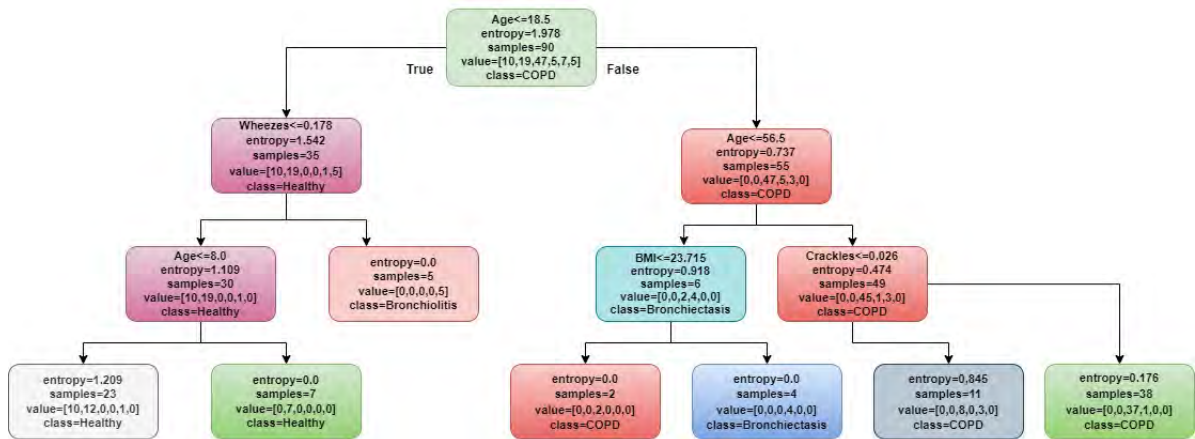 Age<=18.5
entropy=1.978
samples=90
value=[10,19,47,5,7,5]
class=COPD
True
False
Wheezes<=0.178
entropy=1.542
samples=35
value=[10,19,0,0,1,5]
class=Healthy
Age<=56.5
entropy=0.737
samples=55
value=[0,0,47,5,3,0]
class=COPD
Age<=8.0
entropy=1.109
samples=30
value=[10,19,0,0,1,0]
class=Healthy
entropy=0.0
samples=5
value=[0,0,0,0,5]
class=Bronchiolitis
BMI<=23.715
entropy=0.918
samples=6
value=[0,0,2,4,0,0]
class=Bronchiectasis
Crackles<=0.026
entropy=0.474
samples=49
value=[0,0,45,1,3,0]
class=COPD
entropy=1.209
samples=23
value=[10,12,0,0,1,0]
class=Healthy
entropy=0.0
samples=7
value=[0,7,0,0,0,0]
class=Healthy
entropy=0.0
samples=2
value=[0,0,2,0,0,0]
class=COPD
entropy=0.0
samples=4
value=[0,0,0,4,0,0]
class=Bronchiectasis
entropy=0,845
samples=11
value=[0,0,8,0,3,0]
class=COPD
entropy=0.176
samples=38
value=[0,0,37,1,0,0]
class=COPD